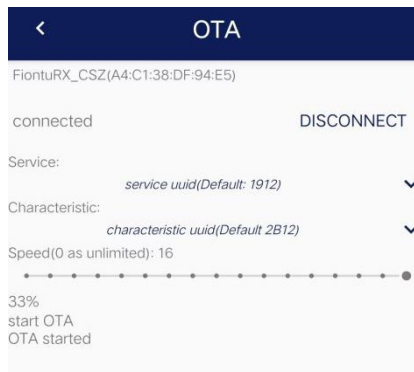 OTA
FiontuRX_CSZ(A4:C1:38:DF:94:E5)
connected DISCONNECT
Service:
service uuid(Default: 1912)
Characteristic:
characteristic uuid(Default 2B12)
Speed(0 as unlimited): 16
33%
start OTA
OTA started